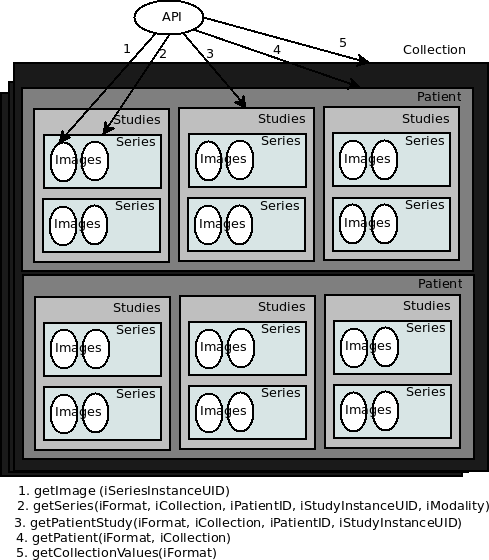 API
1
2
3
4
5
Collection
Patient
Studies
Studies
Studies
Series
Series
Series
Images
Images
Images
Series
Series
Series
Images
Images
Images
Patient
Studies
Studies
Studies
Series
Series
Series
Images
Images
Images
Series
Series
Series
Images
Images
Images
1. getImage (iSeriesInstanceUID)
2. getSeries(iFormat, iCollection, iPatientID, iStudyInstanceUID, iModality)
3. getPatientStudy(iFormat, iCollection, iPatientID, iStudyInstanceUID)
4. getPatient(iFormat, iCollection)
5. getCollectionValues(iFormat)